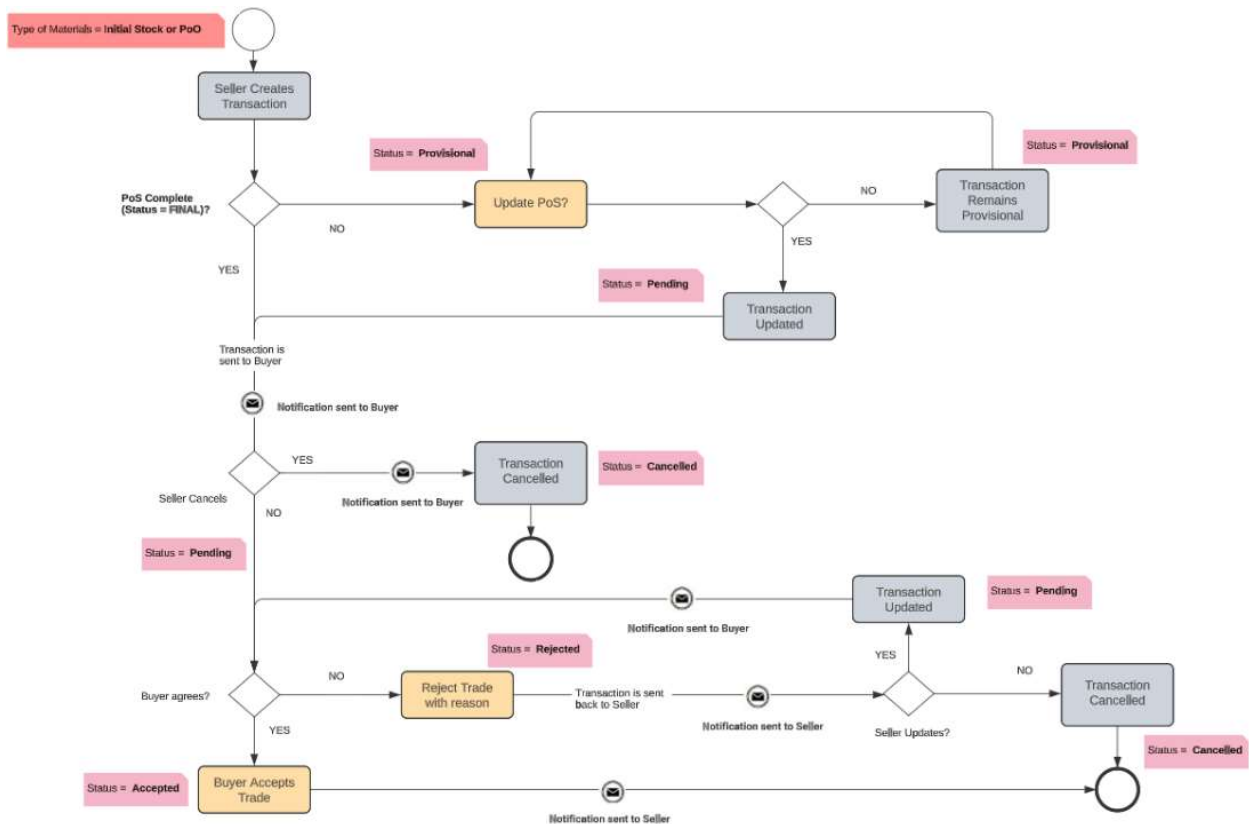 Type of Materials = Initial Stock or PoO
Seller Creates
Transaction
Status = Provisional
Status = Provisional
PoS Complete
(Status = FINAL)?
Update PoS?
NO
Transaction
Remains
Provisional
NO
YES
YES
Status = Pending
Transaction
Updated
Transaction is
sent to Buyer
Notification sent to Buyer
YES
Transaction
Cancelled
Status = Cancelled
Seller Cancels
Notification sent to Buyer
NO
Status = Pending
Transaction
Updated
Status = Pending
Notification sent to Buyer
Status = Rejected
YES
Buyer agrees?
NO
Reject Trade
with reason
Transaction is sent
back to Seller
NO
Transaction
Cancelled
Notification sent to Seller
Seller Updates?
YES
Status = Cancelled
Status = Accepted
Buyer Accepts
Trade
Notification sent to Seller